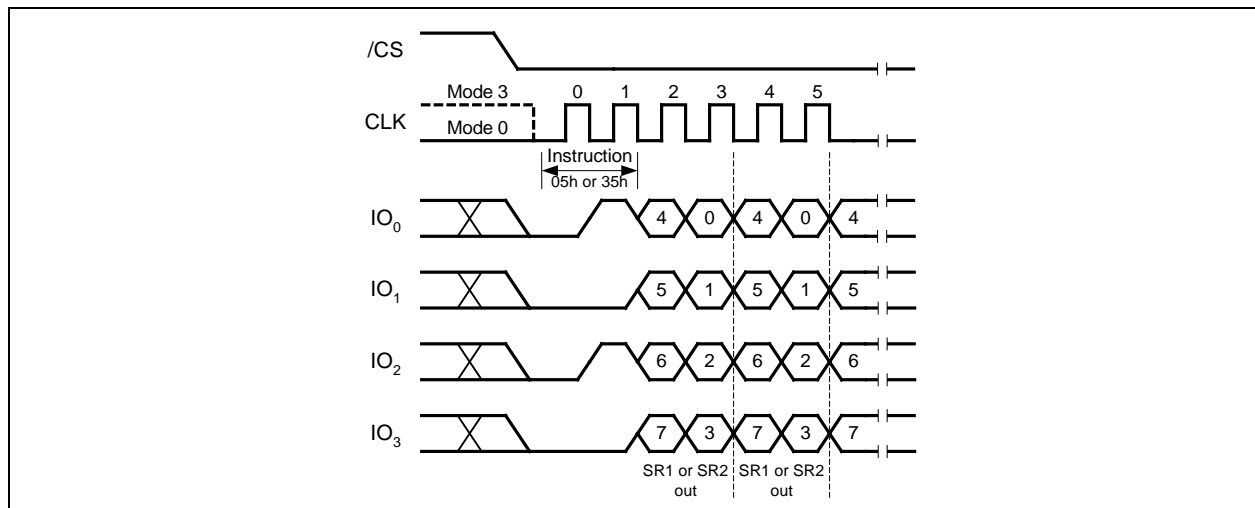 /CS
Mode 3 0 1 2 3 4 5
CLK
Mode 0
Instruction
05h or 35h
IO0 4 0 4 0 4
IO1 5 1 5 1 5
IO2 6 2 6 2 6
IO3 7 3 7 3 7
SR1 or SR2 SR1 or SR2
out out